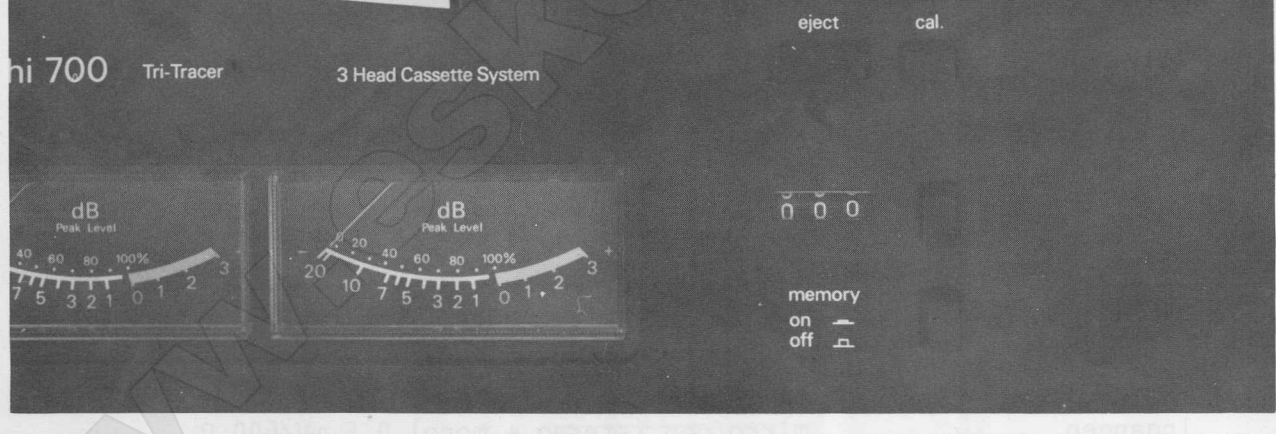 eject cal.
hi 700 Tri-Tracer 3 Head Cassette System
dB dB
Peak Level Peak Level
40 60 80 100% 0 20 40 60 80 100%
7 5 3 2 1 0 1 2 3 - 20 10 7 5 3 2 1 0 1 2 3 +
0 0 0
memory
on
off